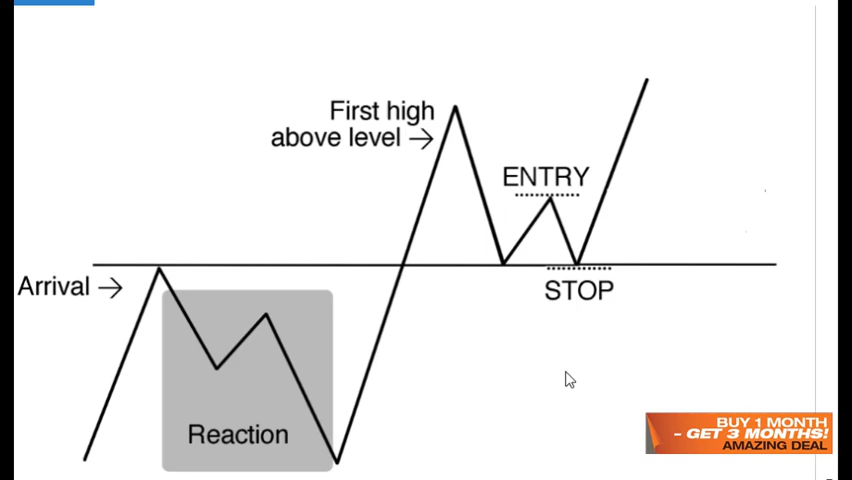 First high
above level →
ENTRY
Arrival →
STOP
Reaction
BUY 1 MONTH
- GET 3 MONTHS!
AMAZING DEAL